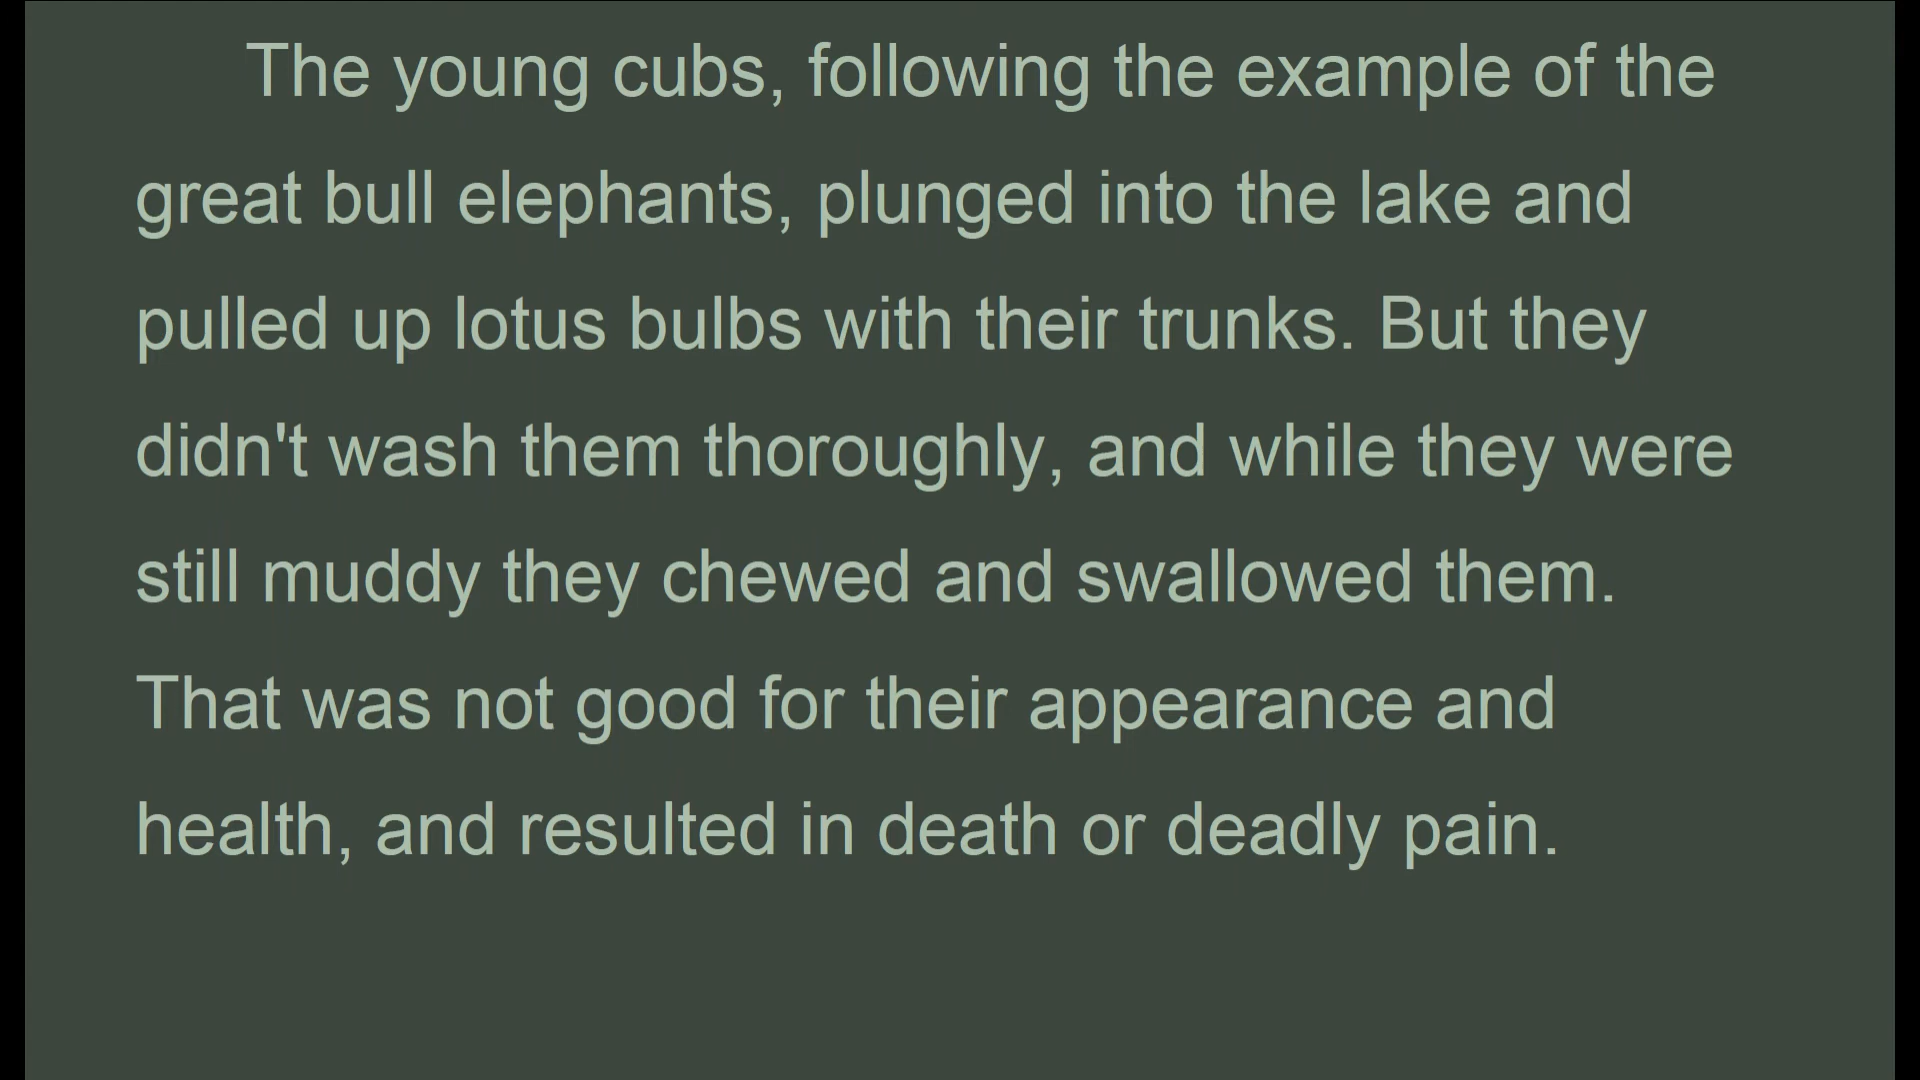 The young cubs, following the example of the
great bull elephants, plunged into the lake and
pulled up lotus bulbs with their trunks. But they
didn't wash them thoroughly, and while they were
still muddy they chewed and swallowed them.
That was not good for their appearance and
health, and resulted in death or deadly pain.